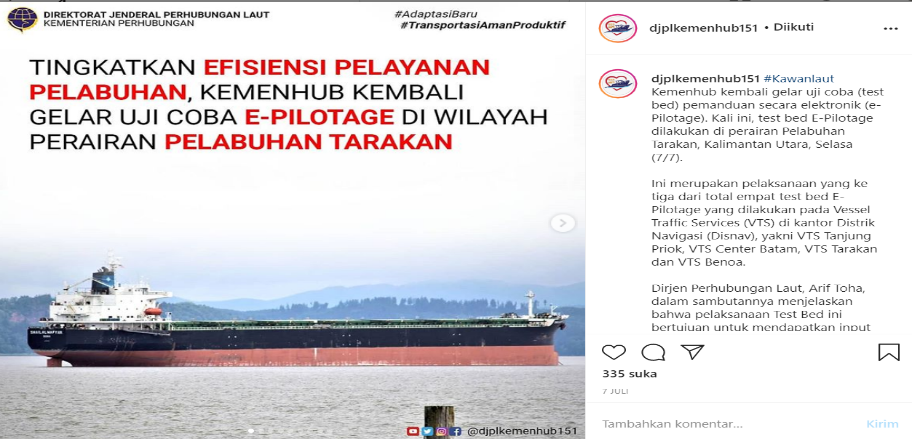 DIREKTORAT JENDERAL PERHUBUNGAN LAUT
KEMENTERIAN PERHUBUNGAN
#AdaptasiBaru
#TransportasiAmanProduktif
TINGKATKAN EFISIENSI PELAYANAN
PELABUHAN, KEMENHUB KEMBALI
GELAR UJI COBA E-PILOTAGE DI WILAYAH
PERAIRAN PELABUHAN TARAKAN
@djplkemenhub151
djplkemenhub151 • Diikuti
djplkemenhub151 #Kawanlaut
Kemenhub kembali gelar uji coba (test
bed) pemanduan secara elektronik (e-
Pilotage). Kali ini, test bed E-Pilotage
dilakukan di perairan Pelabuhan
Tarakan, Kalimantan Utara, Selasa
(7/7).
Ini merupakan pelaksanaan yang ke
tiga dari total empat test bed E-
Pilotage yang dilakukan pada Vessel
Traffic Services (VTS) di kantor Distrik
Navigasi (Disnav), yakni VTS Tanjung
Priok, VTS Center Batam, VTS Tarakan
dan VTS Benoa.
Dirjen Perhubungan Laut, Arif Toha,
dalam sambutannya menjelaskan
bahwa pelaksanaan Test Bed ini
bertujuan untuk mendapatkan input
335 suka
7 JULI
Tambahkan komentar...
Kirim